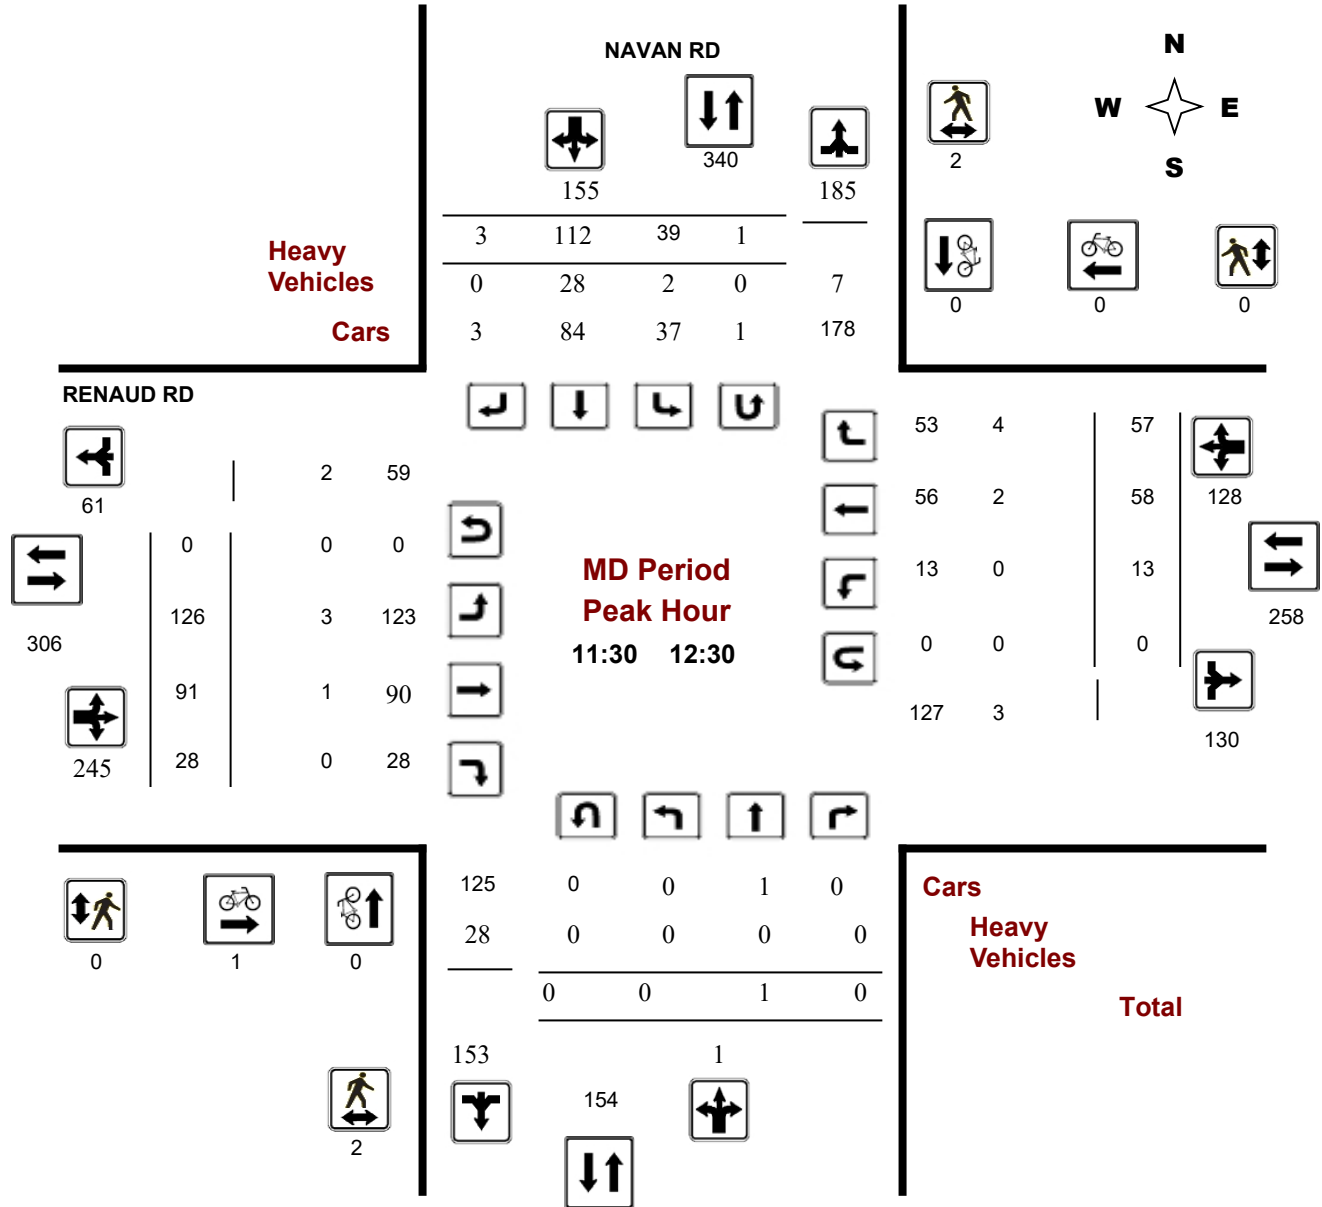 NAVAN RD
N
W E
S
340
2
155
185
3 112 39 1
Heavy
Vehicles
0 28 2 0 7
0 0 0
Cars
3 84 37 1 178
RENAUD RD
53 4 57
2 59
61
56 2 58 128
0 0 0
MD Period
13 0 13
Peak Hour
126 3 123
258
306
11:30 12:30
0 0 0
91 1 90
127 3
130
245 28 0 28
125 0 0 1 0
Cars
28 0 0 0 0
Heavy
Vehicles
0 1 0
0 0 1 0
Total
153 1
154
2